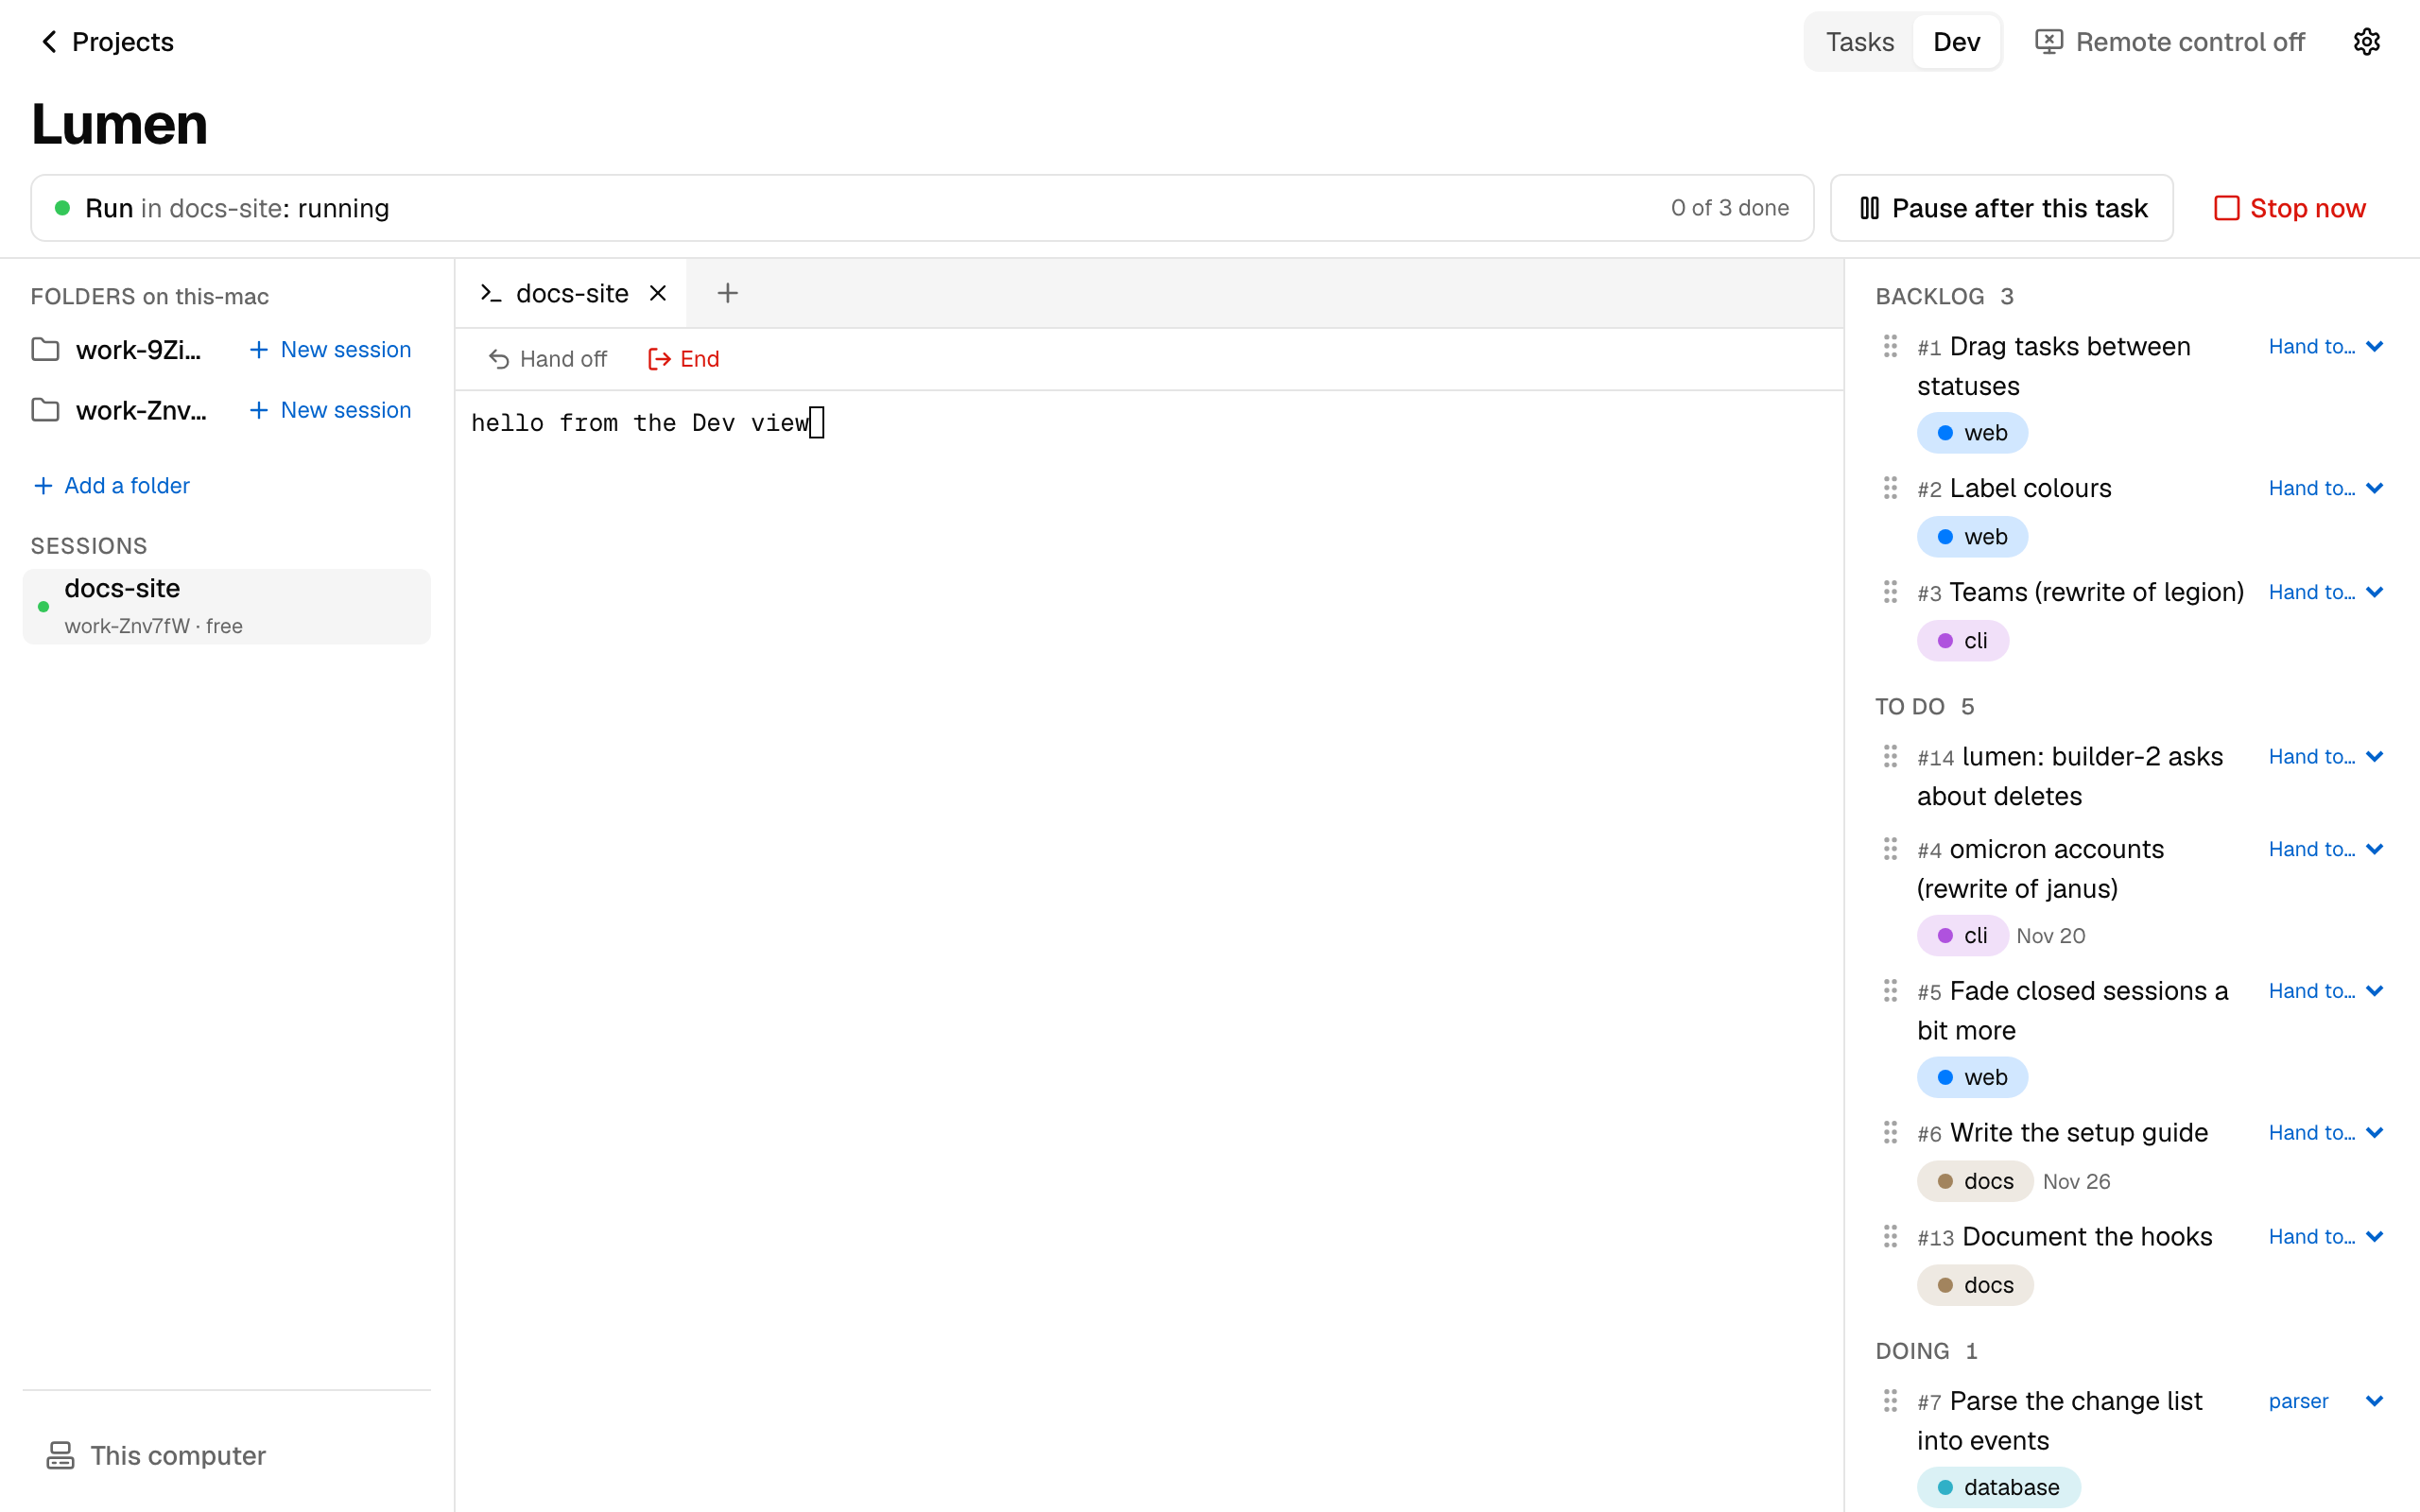 Projects
Tasks
Dev
Remote control off
Lumen
Run in docs-site: running
0 of 3 done
Pause after this task
Stop now
FOLDERS on this-mac
work-9Zi...
New session
work-Znv...
New session
Add a folder
SESSIONS
docs-site
work-Znv7fW · free
This computer
docs-site
Hand off
End
hello from the Dev view
BACKLOG 3
#1 Drag tasks between
statuses
Hand to...
web
#2 Label colours
Hand to...
web
#3 Teams (rewrite of legion)
Hand to...
cli
TO DO 5
#14 lumen: builder-2 asks
about deletes
Hand to...
#4 omicron accounts
(rewrite of janus)
Hand to...
cli Nov 20
#5 Fade closed sessions a
bit more
Hand to...
web
#6 Write the setup guide
Hand to...
docs Nov 26
#13 Document the hooks
Hand to...
docs
DOING 1
#7 Parse the change list
into events
parser
database